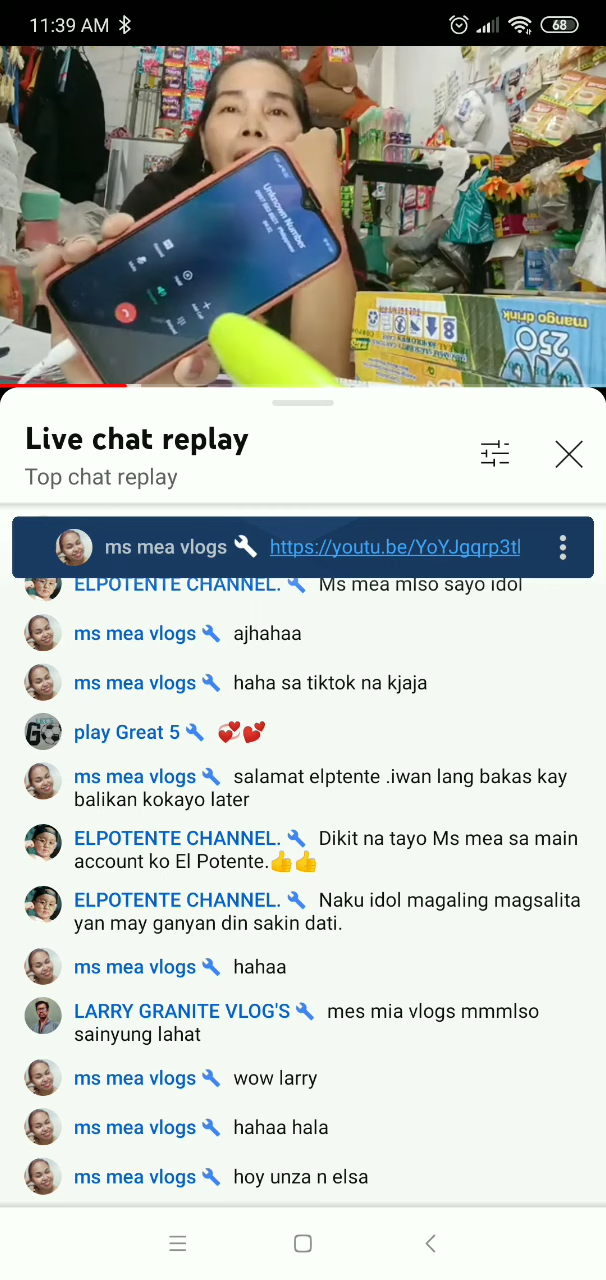 11:39 AM
68
Unknown Number
Philippines
mango drink
250
8
Live chat replay
Top chat replay
ms mea vlogs https://youtu.be/YoYJgqrp3tl
ELPOTENTE CHANNEL. Ms mea mlso sayo idol
ms mea vlogs ajhahaa
ms mea vlogs haha sa tiktok na kjaja
play Great 5 💞💕
ms mea vlogs salamat elptente .iwan lang bakas kay
balikan kokayo later
ELPOTENTE CHANNEL. Dikit na tayo Ms mea sa main
account ko El Potente.👍👍
ELPOTENTE CHANNEL. Naku idol magaling magsalita
yan may ganyan din sakin dati.
ms mea vlogs hahaa
LARRY GRANITE VLOG'S mes mia vlogs mmmlso
sainyung lahat
ms mea vlogs wow larry
ms mea vlogs hahaa hala
ms mea vlogs hoy unza n elsa